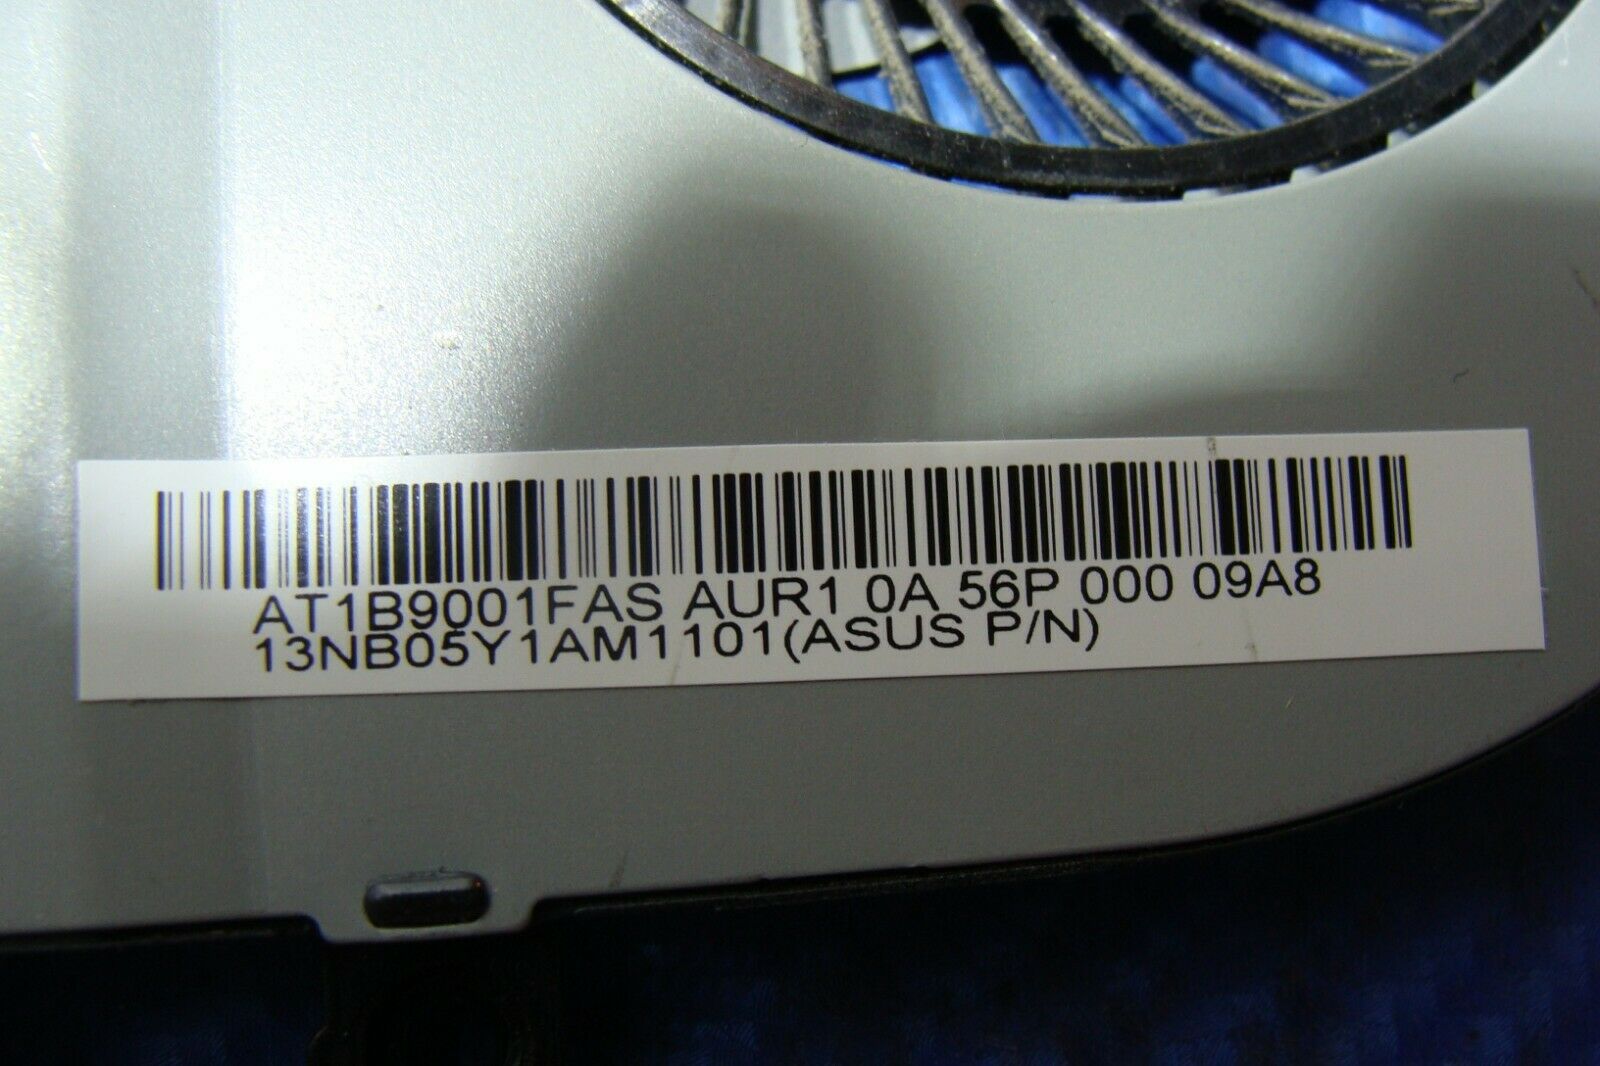 AT1B9001FAS AUR1 0A 56P 000 09A8
13NB05Y1AM1101(ASUS P/N)